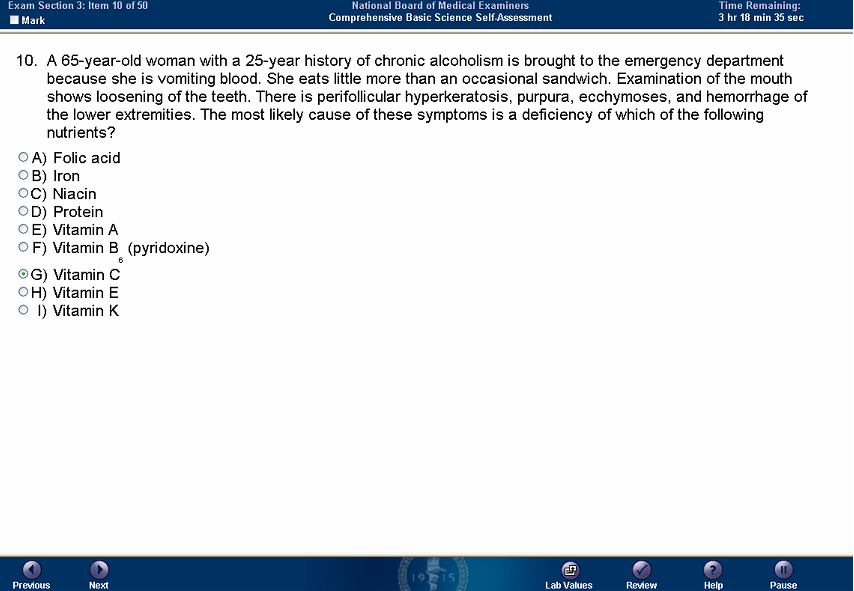 Exam Section 3: Item 10 of 50
National Board of Medical Examiners
Time Remaining:
Mark
Comprehensive Basic Science Self-Assessment
3 hr 18 min 35 sec
10. A 65-year-old woman with a 25-year history of chronic alcoholism is brought to the emergency department
because she is vomiting blood. She eats little more than an occasional sandwich. Examination of the mouth
shows loosening of the teeth. There is perifollicular hyperkeratosis, purpura, ecchymoses, and hemorrhage of
the lower extremities. The most likely cause of these symptoms is a deficiency of which of the following
nutrients?
A) Folic acid
B) Iron
C) Niacin
D) Protein
E) Vitamin A
F) Vitamin B6 (pyridoxine)
G) Vitamin C
H) Vitamin E
I) Vitamin K
1915
Previous Next Lab Values Review Help Pause